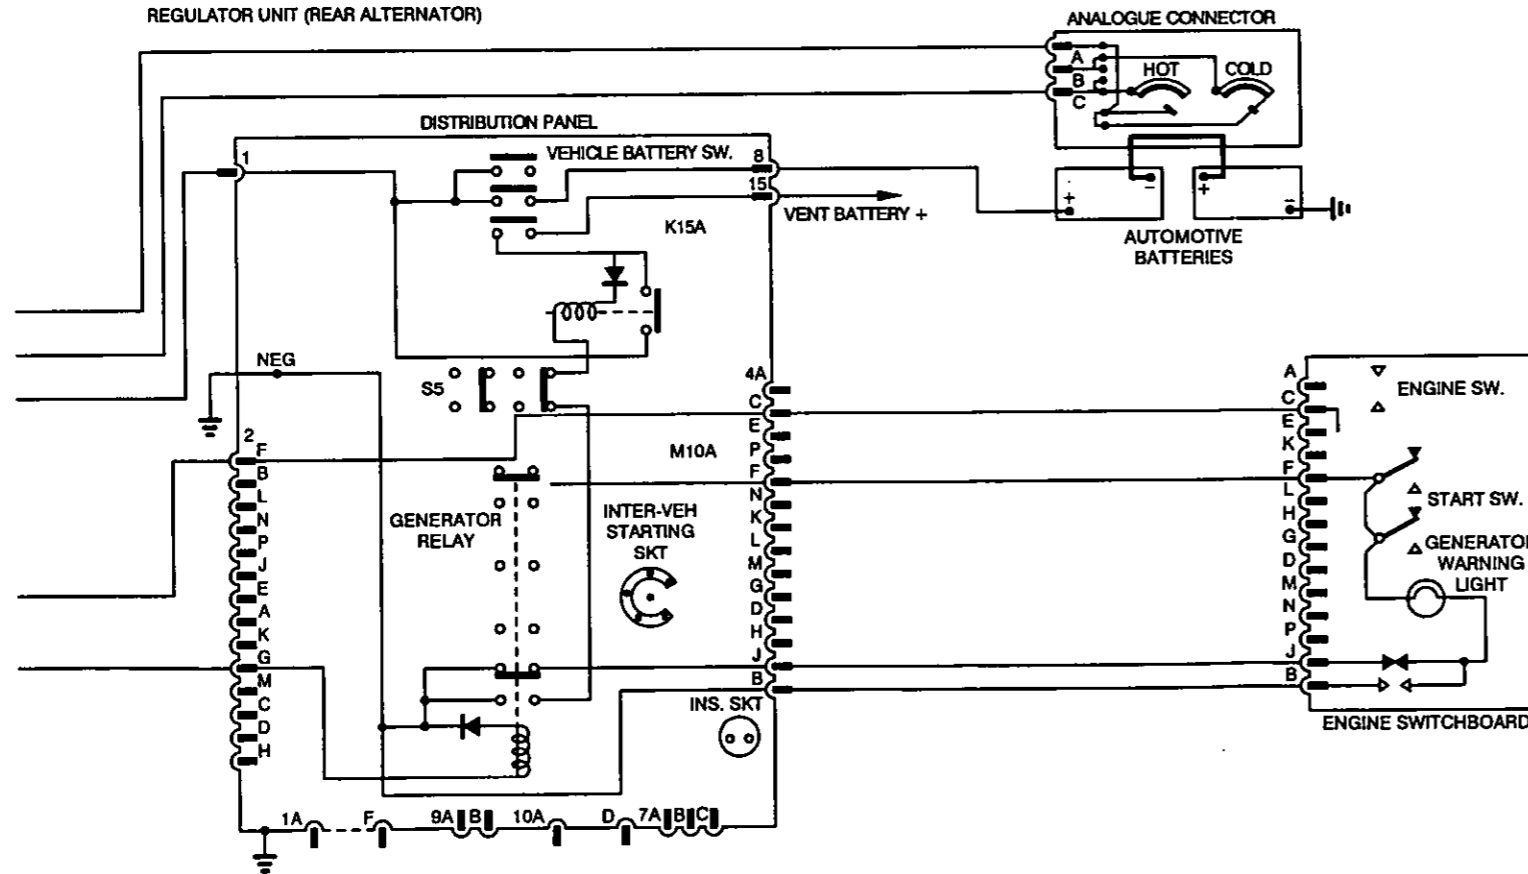 REGULATOR UNIT (REAR ALTERNATOR)
ANALOGUE CONNECTOR
A
B
C
HOT
COLD
DISTRIBUTION PANEL
1
VEHICLE BATTERY SW.
8
15
VENT BATTERY +
K15A
+
-
+
-
AUTOMOTIVE
BATTERIES
NEG
S5
4A
C
E
P
F
N
K
L
M
G
D
H
J
B
M10A
2
F
B
L
N
P
J
E
A
K
G
M
C
D
H
GENERATOR
RELAY
INTER-VEH
STARTING
SKT
INS. SKT
1A
F
9A
B
10A
D
7A
B
C
A
C
E
K
F
L
H
G
D
M
N
P
J
B
ENGINE SW.
START SW.
GENERATOR
WARNING
LIGHT
ENGINE SWITCHBOARD